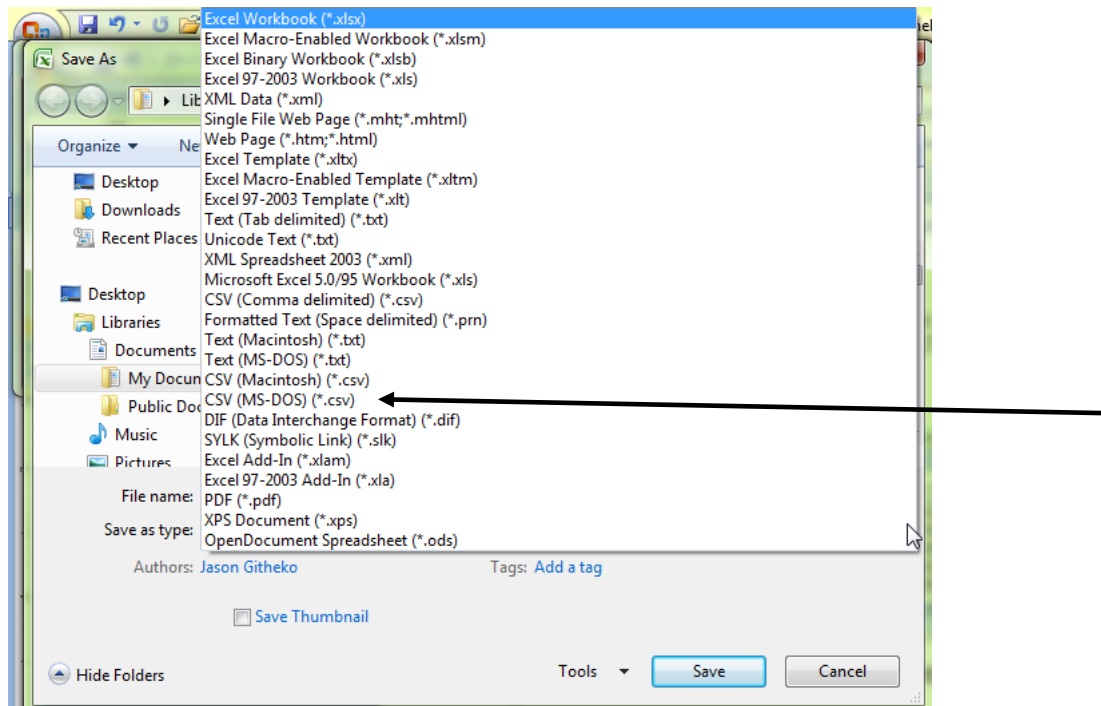 Excel Workbook (*.xlsx)
Excel Macro-Enabled Workbook (*.xlsm)
Save As
Excel Binary Workbook (*.xlsb)
Excel 97-2003 Workbook (*.xls)
Lib
XML Data (*.xml)
Single File Web Page (*.mht;*.mhtml)
Organize Ne
Web Page (*.htm;*.html)
Excel Template (*.xltx)
Desktop
Excel Macro-Enabled Template (*.xltm)
Excel 97-2003 Template (*.xlt)
Downloads
Text (Tab delimited) (*.txt)
Recent Places
Unicode Text (*.txt)
XML Spreadsheet 2003 (*.xml)
Microsoft Excel 5.0/95 Workbook (*.xls)
Desktop
CSV (Comma delimited) (*.csv)
Libraries
Formatted Text (Space delimited) (*.prn)
Text (Macintosh) (*.txt)
Documents
Text (MS-DOS) (*.txt)
My Docum
CSV (Macintosh) (*.csv)
CSV (MS-DOS) (*.csv)
Public Doc
DIF (Data Interchange Format) (*.dif)
Music
SYLK (Symbolic Link) (*.slk)
Pictures
Excel Add-In (*.xlam)
Excel 97-2003 Add-In (*.xla)
File name:
PDF (*.pdf)
XPS Document (*.xps)
Save as type:
OpenDocument Spreadsheet (*.ods)
Authors: Jason Githeko Tags: Add a tag
Save Thumbnail
Hide Folders Tools Save Cancel